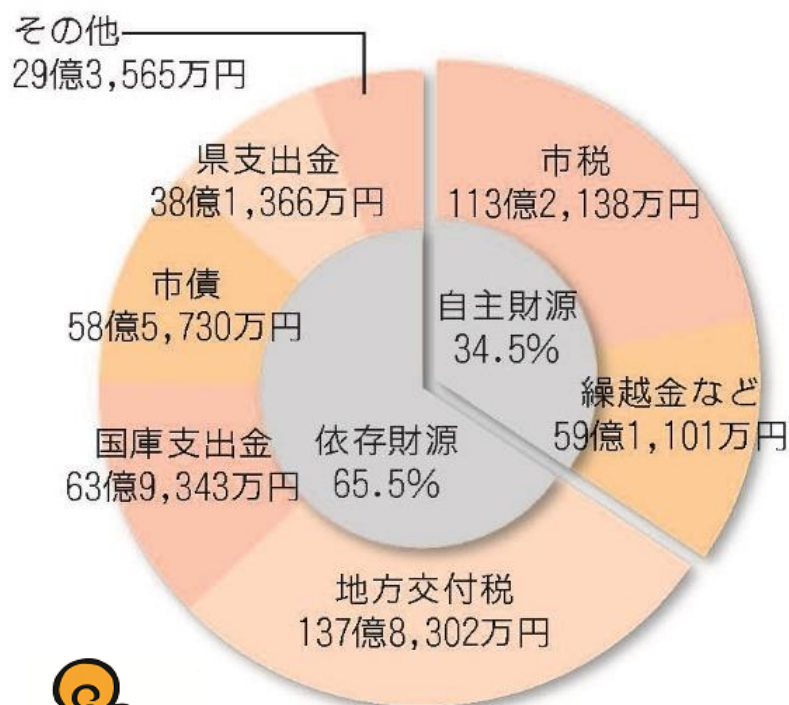 その他
29億3,565万円
県支出金
38億1,366万円
市税
113億2,138万円
市債
58億5,730万円
自主財源
34.5%
繰越金など
59億1,101万円
国庫支出金
63億9,343万円
依存財源
65.5%
地方交付税
137億8,302万円